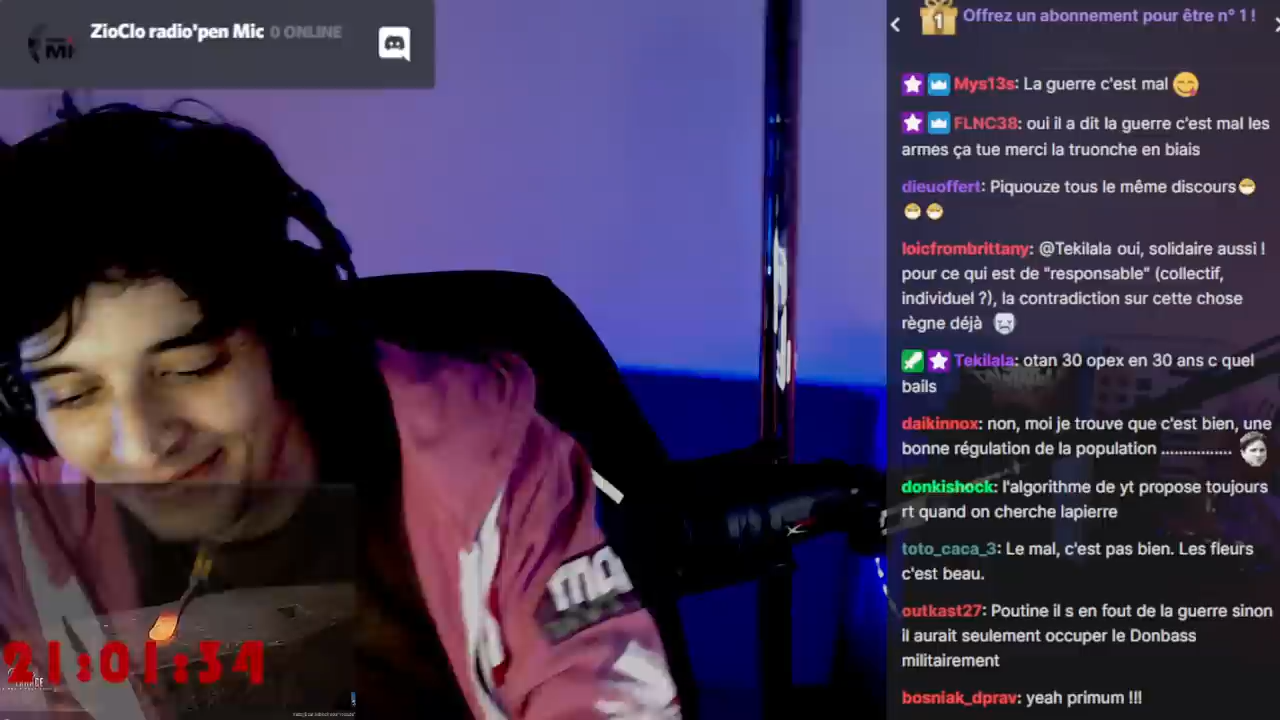 ZioClo radio'pen Mic 0 ONLINE
MI
21:01:34
1 Offrez un abonnement pour être n° 1 !
Mys13s: La guerre c'est mal
FLNC38: oui il a dit la guerre c'est mal les
armes ça tue merci la truonche en biais
dieuoffert: Piquouze tous le même discours
loicfrombrittany: @Tekilala oui, solidaire aussi !
pour ce qui est de "responsable" (collectif,
individuel ?), la contradiction sur cette chose
règne déjà
Tekilala: otan 30 opex en 30 ans c quel
bails
daikinnox: non, moi je trouve que c'est bien, une
bonne régulation de la population ................
donkishock: l'algorithme de yt propose toujours
rt quand on cherche lapierre
toto_caca_3: Le mal, c'est pas bien. Les fleurs
c'est beau.
outkast27: Poutine il s en fout de la guerre sinon
il aurait seulement occuper le Donbass
militairement
bosniak_dprav: yeah primum !!!